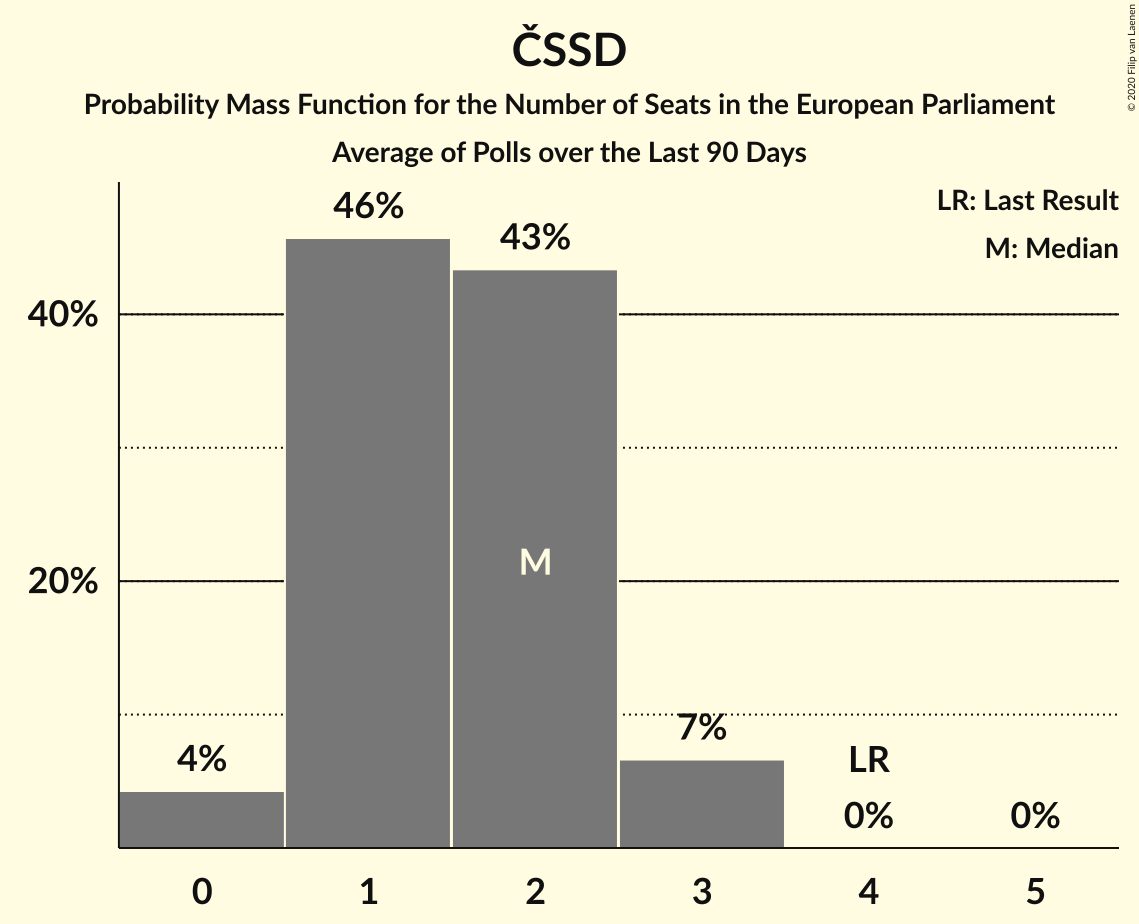 ČSSD
Probability Mass Function for the Number of Seats in the European Parliament
Average of Polls over the Last 90 Days
© 2020 Filip van Laenen
LR: Last Result
M: Median
46%
43%
40%
M
20%
7%
4%
LR
0%
0%
0 1 2 3 4 5